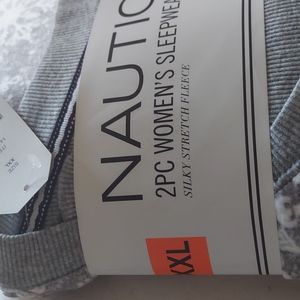 NAUTIC
2PC WOMEN'S SLEEPWEA
SILKY STRETCH FLEECE
XXL